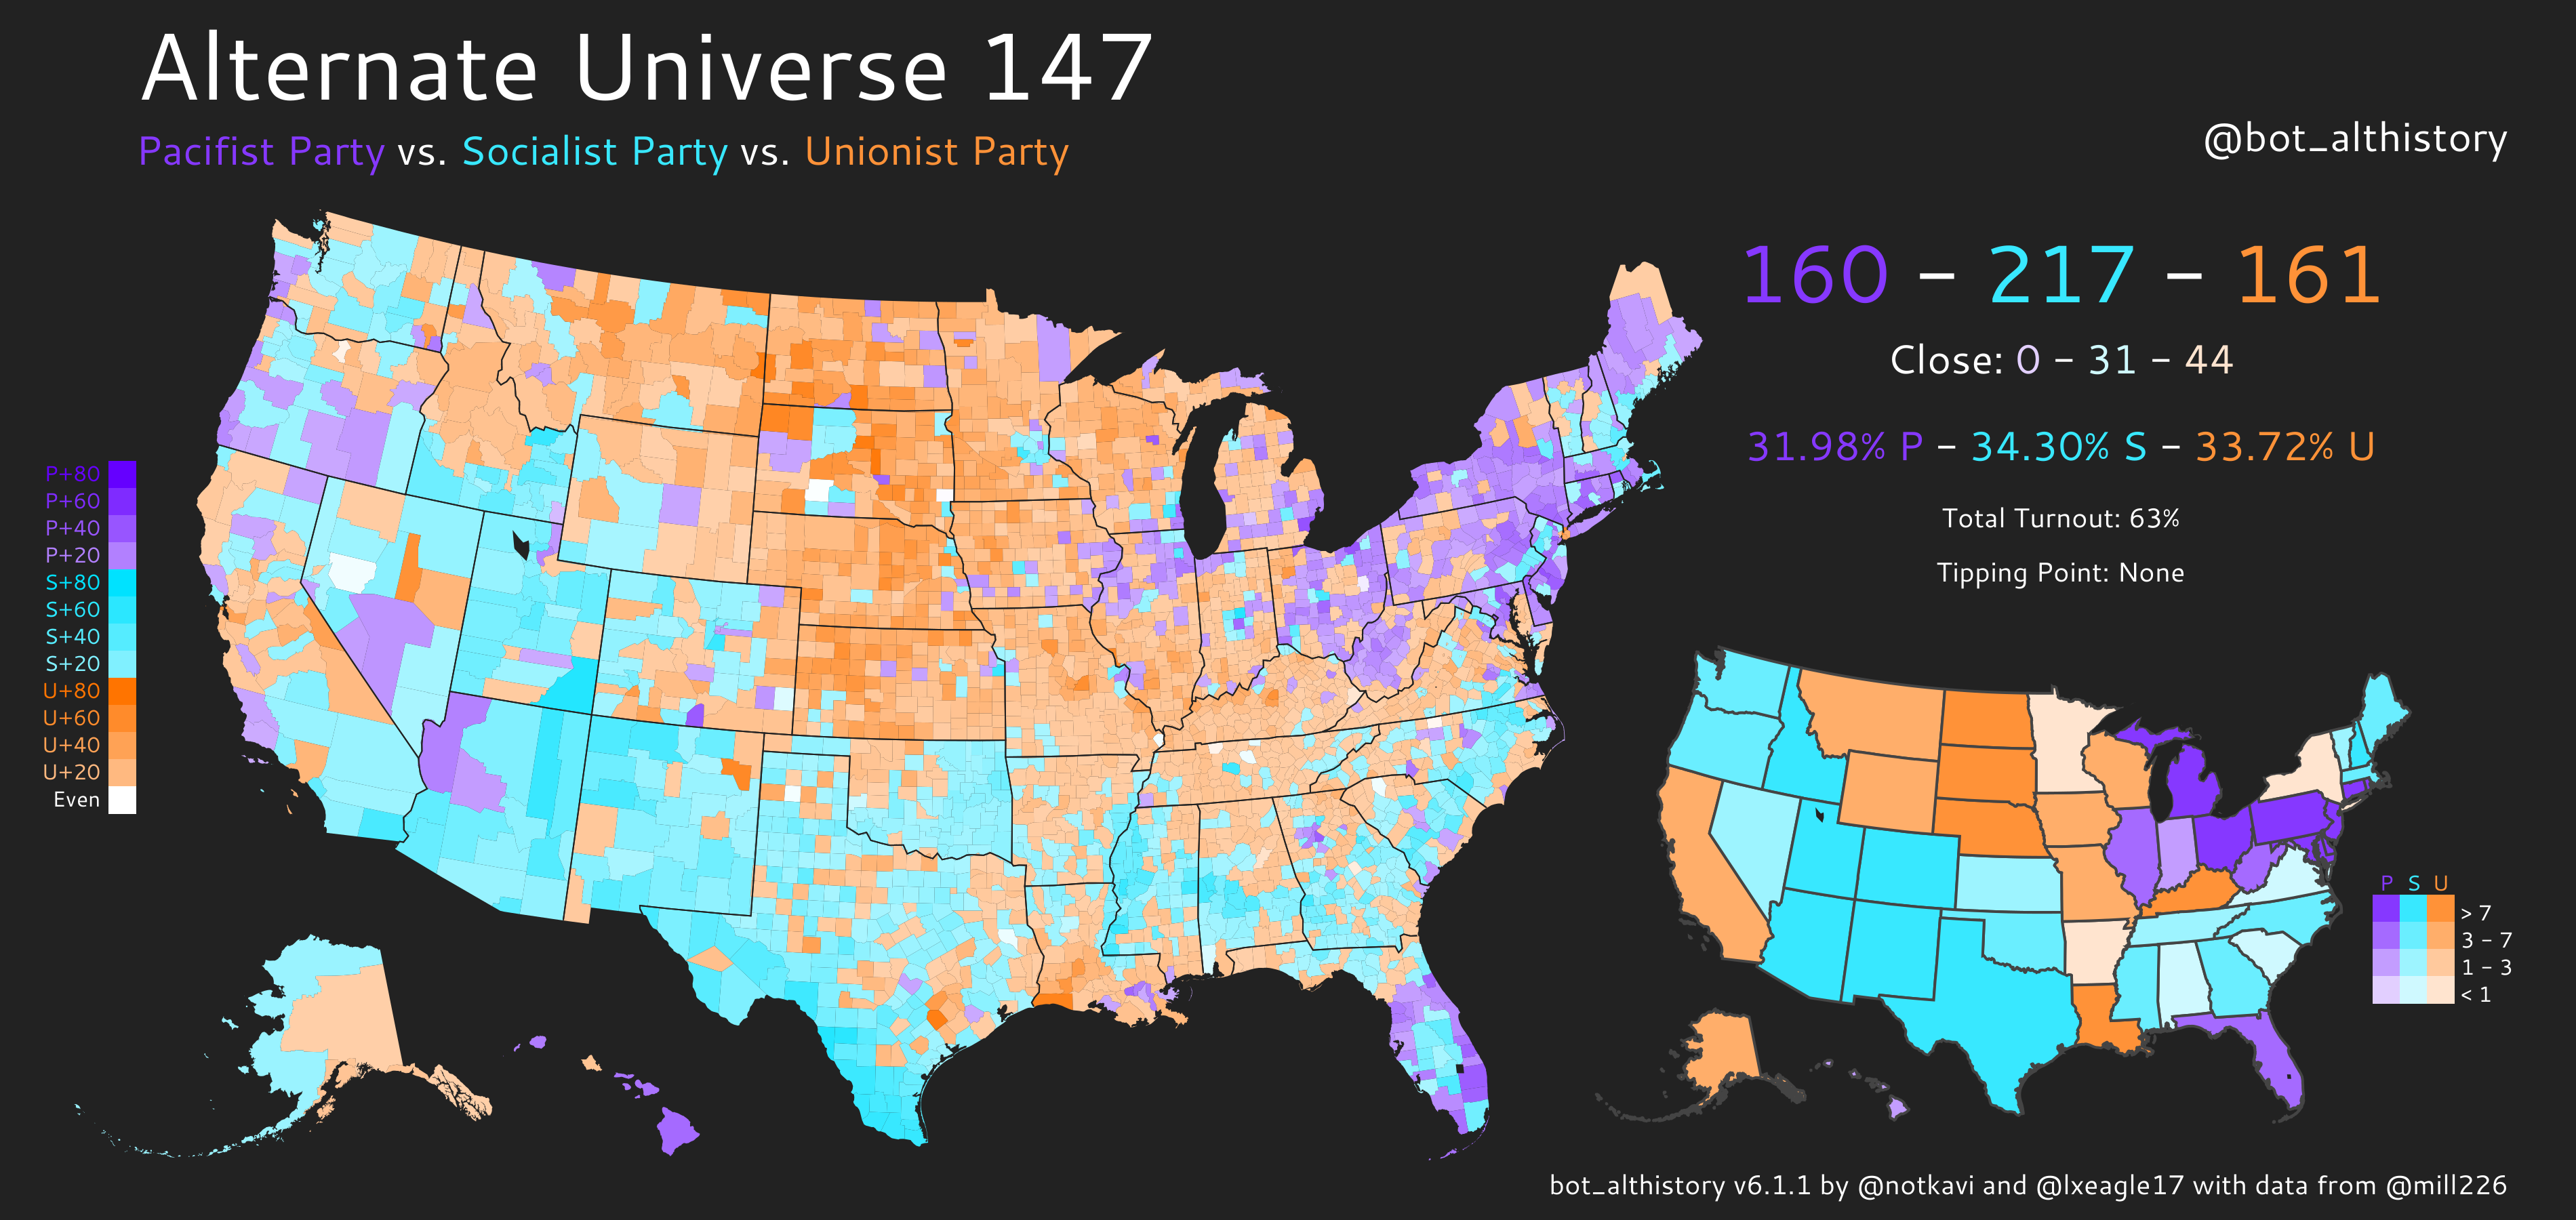 Alternate Universe 147
Pacifist Party vs. Socialist Party vs. Unionist Party
@bot_althistory
160 – 217 – 161
Close: 0 – 31 – 44
31.98% P – 34.30% S – 33.72% U
Total Turnout: 63%
Tipping Point: None
P+80
P+60
P+40
P+20
S+80
S+60
S+40
S+20
U+80
U+60
U+40
U+20
Even
P S U
> 7
3 – 7
1 – 3
< 1
bot_althistory v6.1.1 by @notkavi and @lxeagle17 with data from @mill226